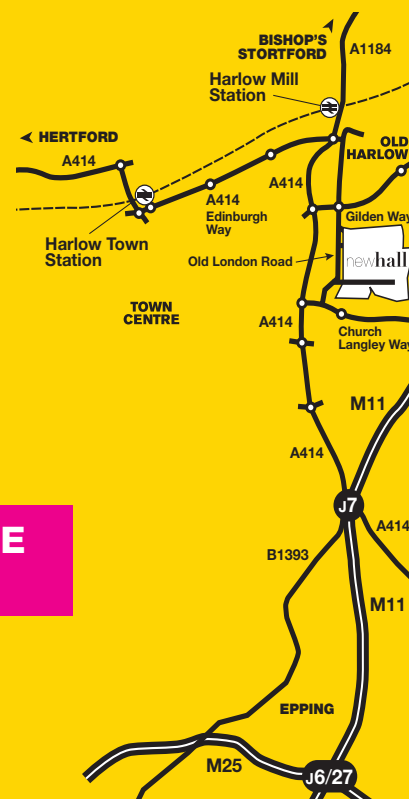 BISHOP'S
STORTFORD
A1184
Harlow Mill
Station
HERTFORD
OLD
HARLOW
A414
A414
A414
Edinburgh
Way
Gilden Way
Harlow Town
Station
Old London Road
newhall
TOWN
CENTRE
A414
Church
Langley Way
M11
A414
J7
E
A414
B1393
M11
EPPING
M25
J6/27